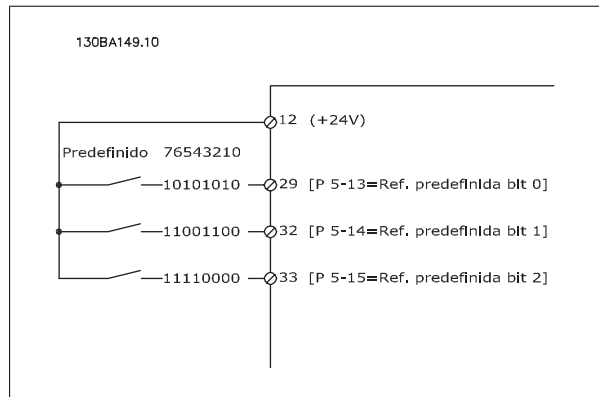 130BA149.10
12 (+24V)
Predefinido 76543210
10101010 29 [P 5-13=Ref. predefinida bit 0]
11001100 32 [P 5-14=Ref. predefinida bit 1]
11110000 33 [P 5-15=Ref. predefinida bit 2]